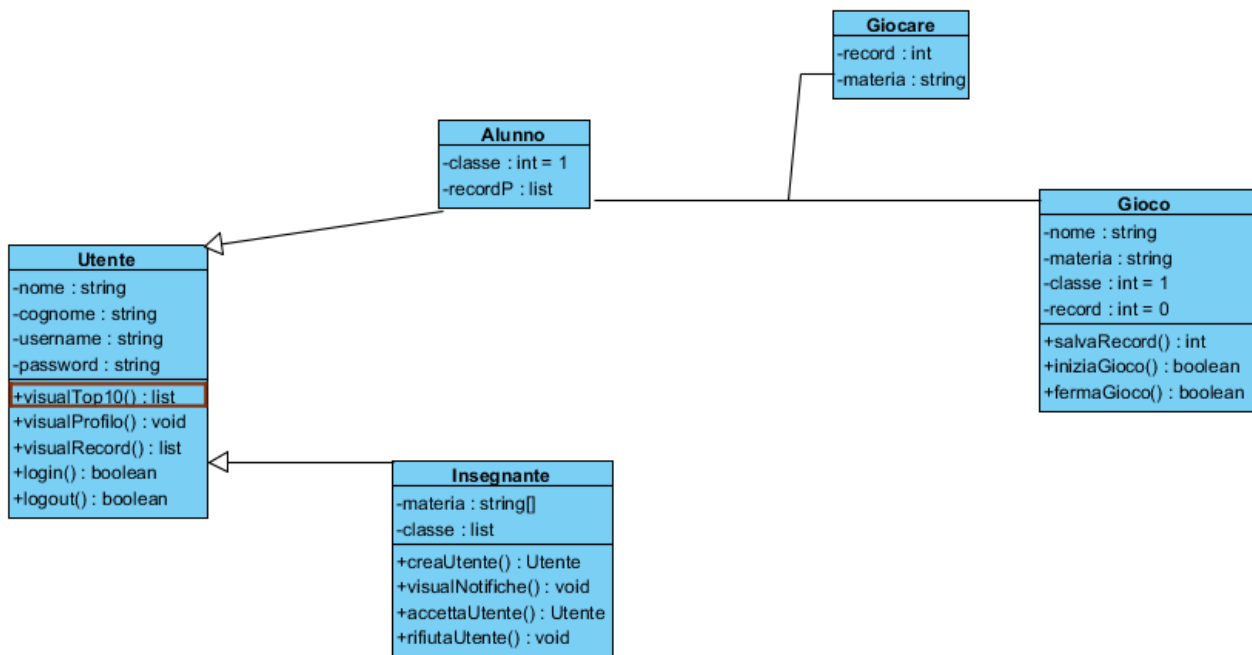 Giocare
-record : int
-materia : string
Alunno
-classe : int = 1
-recordP : list
Gioco
-nome : string
-materia : string
-classe : int = 1
-record : int = 0
+salvaRecord() : int
+iniziaGioco() : boolean
+fermaGioco() : boolean
Utente
-nome : string
-cognome : string
-username : string
-password : string
+visualTop10() : list
+visualProfilo() : void
+visualRecord() : list
+login() : boolean
+logout() : boolean
Insegnante
-materia : string[]
-classe : list
+creaUtente() : Utente
+visualNotifiche() : void
+accettaUtente() : Utente
+rifiutaUtente() : void